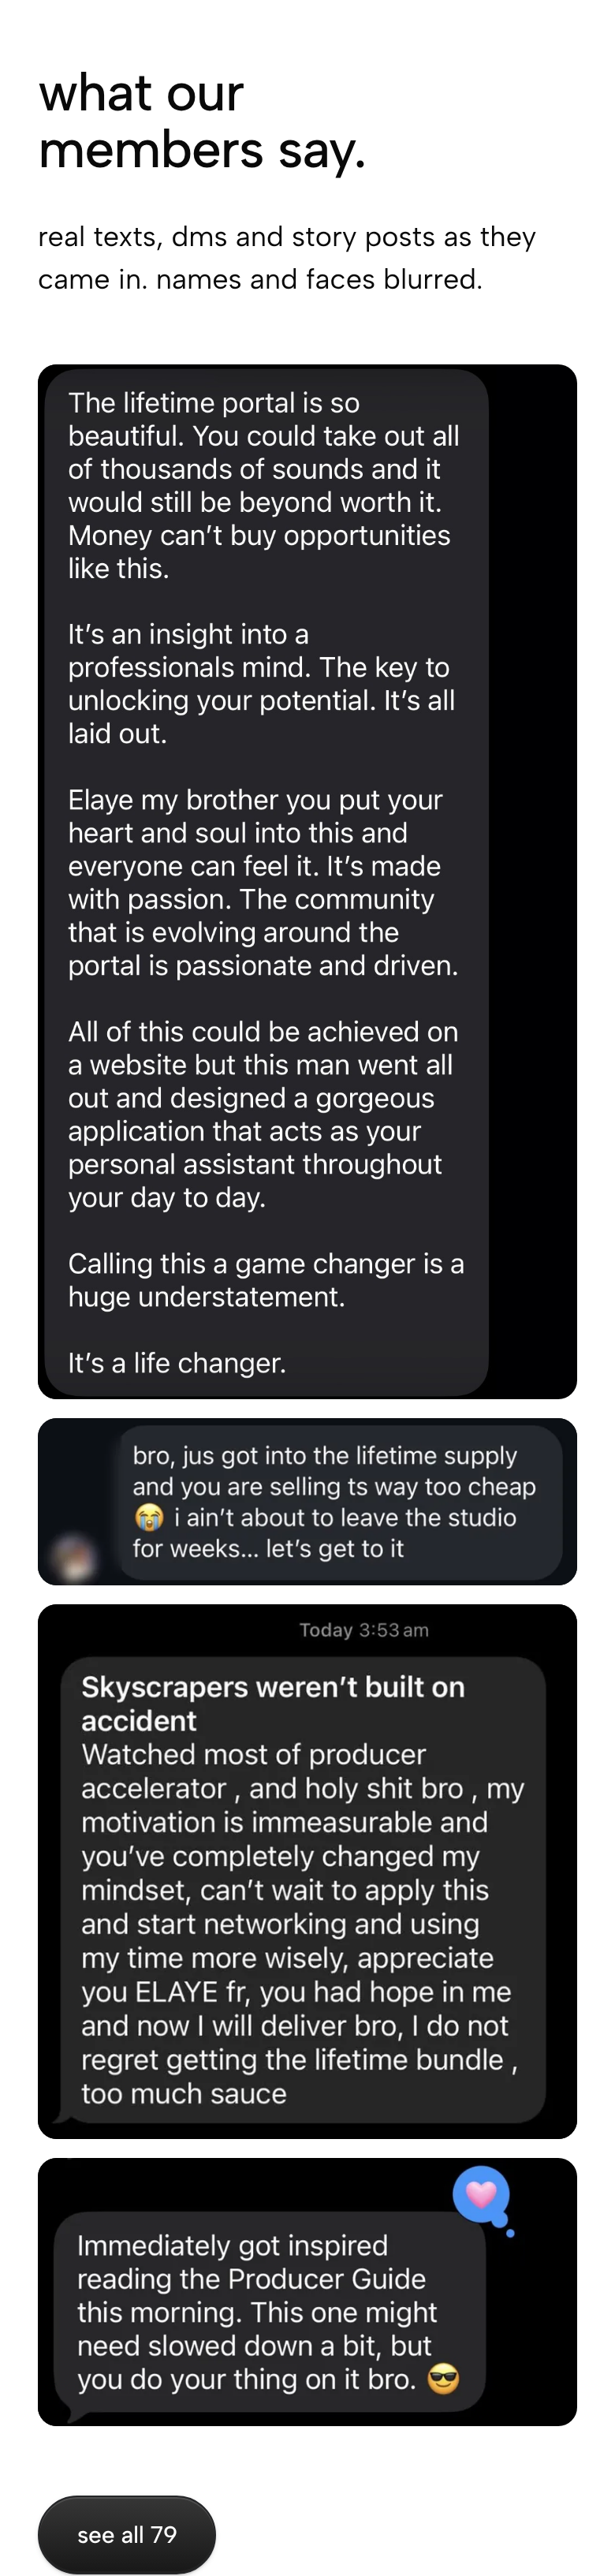 what our
members say.
real texts, dms and story posts as they
came in. names and faces blurred.
The lifetime portal is so
beautiful. You could take out all
of thousands of sounds and it
would still be beyond worth it.
Money can’t buy opportunities
like this.
It’s an insight into a
professionals mind. The key to
unlocking your potential. It’s all
laid out.
Elaye my brother you put your
heart and soul into this and
everyone can feel it. It’s made
with passion. The community
that is evolving around the
portal is passionate and driven.
All of this could be achieved on
a website but this man went all
out and designed a gorgeous
application that acts as your
personal assistant throughout
your day to day.
Calling this a game changer is a
huge understatement.
It’s a life changer.
bro, jus got into the lifetime supply
and you are selling ts way too cheap
😭 i ain’t about to leave the studio
for weeks... let’s get to it
Today 3:53 am
Skyscrapers weren’t built on
accident
Watched most of producer
accelerator , and holy shit bro , my
motivation is immeasurable and
you’ve completely changed my
mindset, can’t wait to apply this
and start networking and using
my time more wisely, appreciate
you ELAYE fr, you had hope in me
and now I will deliver bro, I do not
regret getting the lifetime bundle ,
too much sauce
Immediately got inspired
reading the Producer Guide
this morning. This one might
need slowed down a bit, but
you do your thing on it bro. 😎
see all 79